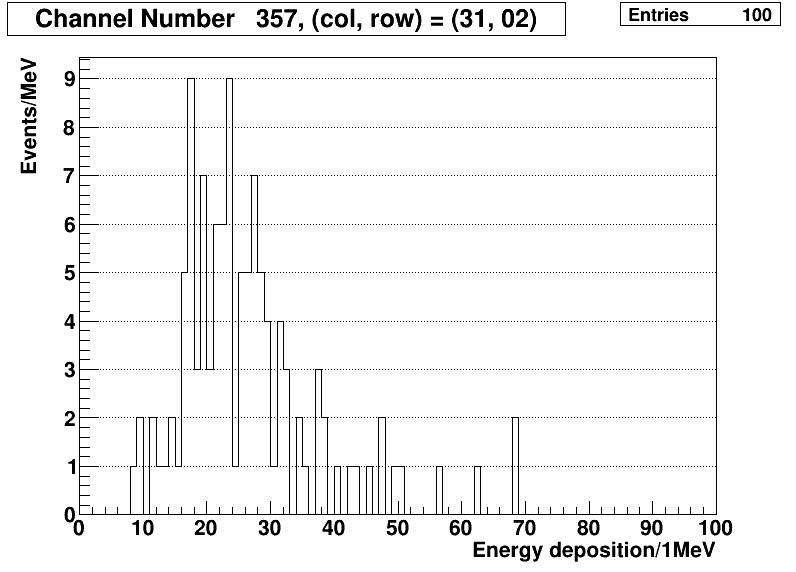 Channel Number 357, (col, row) = (31, 02)
Entries 100
Events/MeV
9
8
7
6
5
4
3
2
1
0
0 10 20 30 40 50 60 70 80 90 100
Energy deposition/1MeV